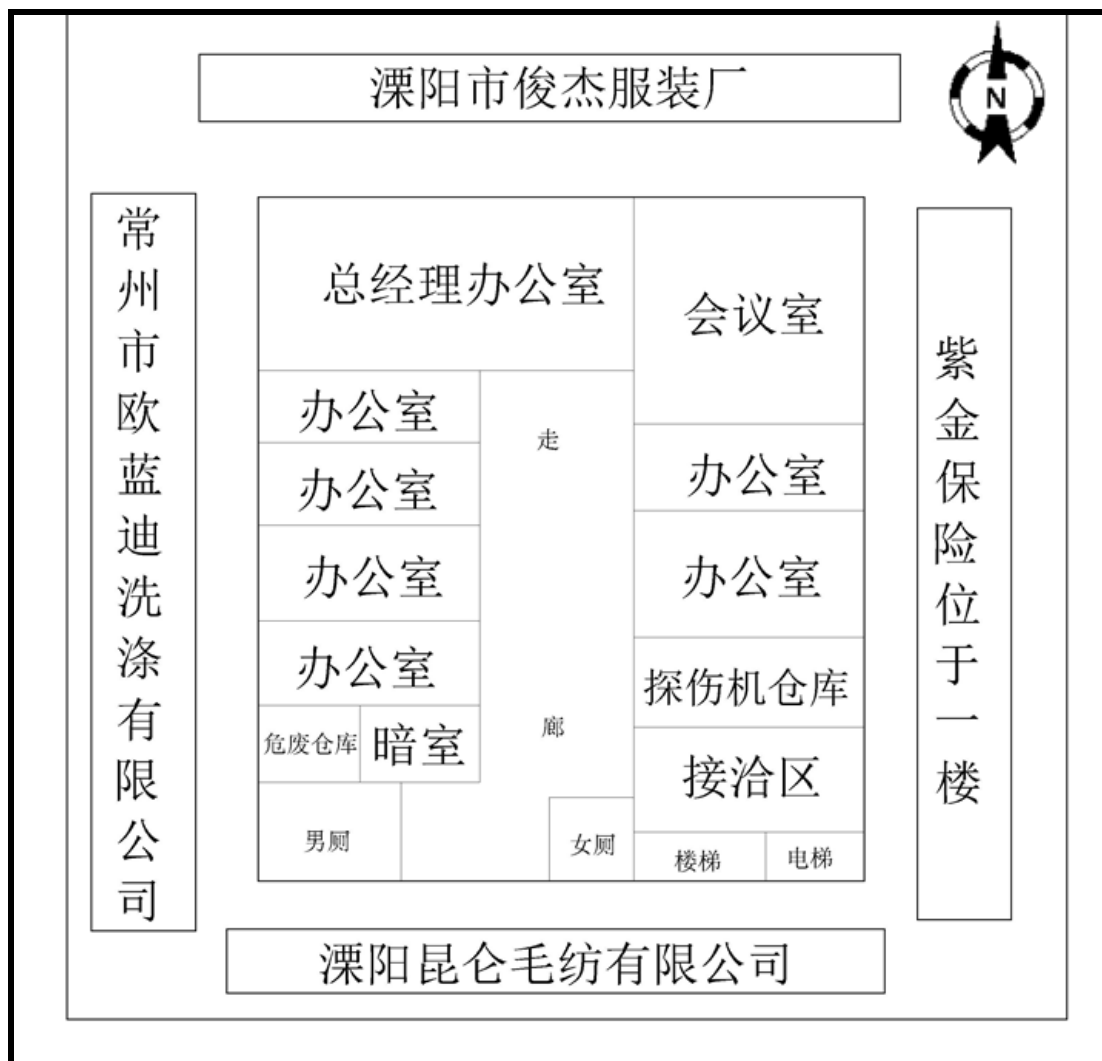 溧阳市俊杰服装厂
N
常州市欧蓝迪洗涤有限公司
总经理办公室
会议室
紫金保险位于一楼
办公室
走
办公室
办公室
办公室
办公室
办公室
探伤机仓库
危废仓库
暗室
廊
接洽区
男厕
女厕
楼梯
电梯
溧阳昆仑毛纺有限公司